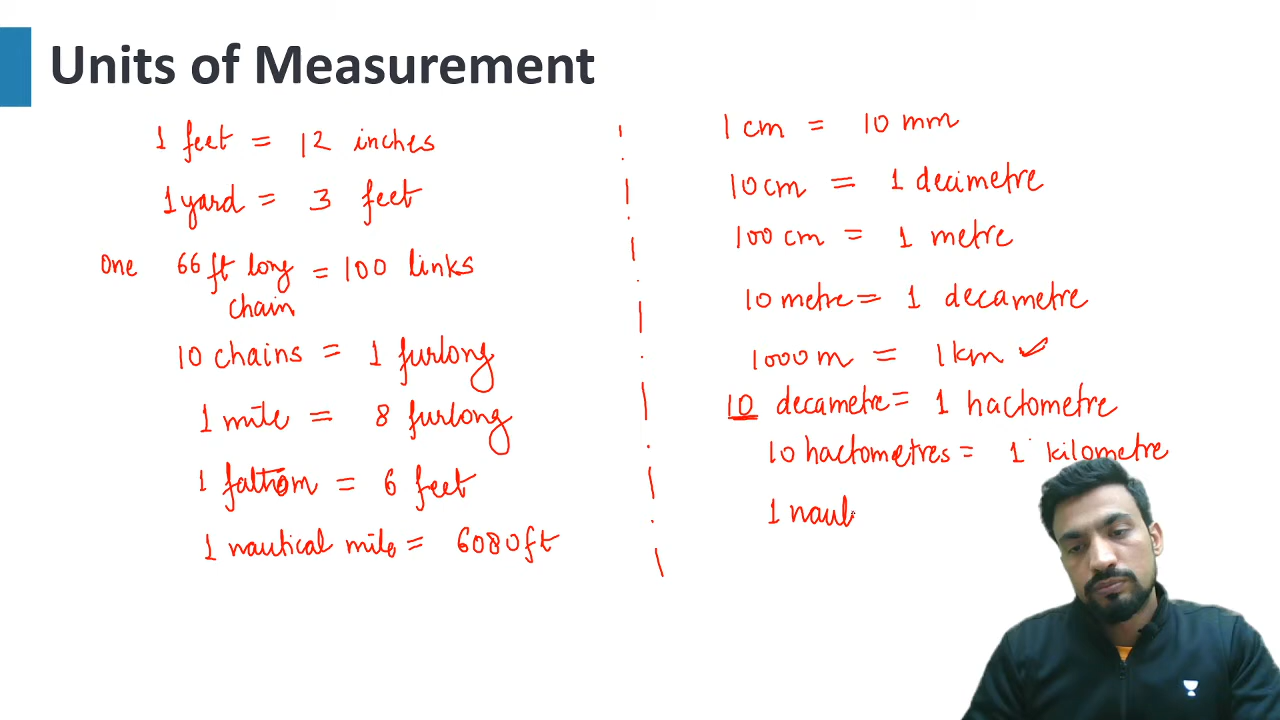 Units of Measurement
1 feet = 12 inches
1 yard = 3 feet
One 66 ft long = 100 links
chain
10 chains = 1 furlong
1 mile = 8 furlong
1 fathom = 6 feet
1 nautical mile = 6080 ft
1 cm = 10 mm
10 cm = 1 decimetre
100 cm = 1 metre
10 metre = 1 decametre
1000 m = 1 km ✓
10 decametre = 1 hactometre
10 hactometres = 1 kilometre
1 naut